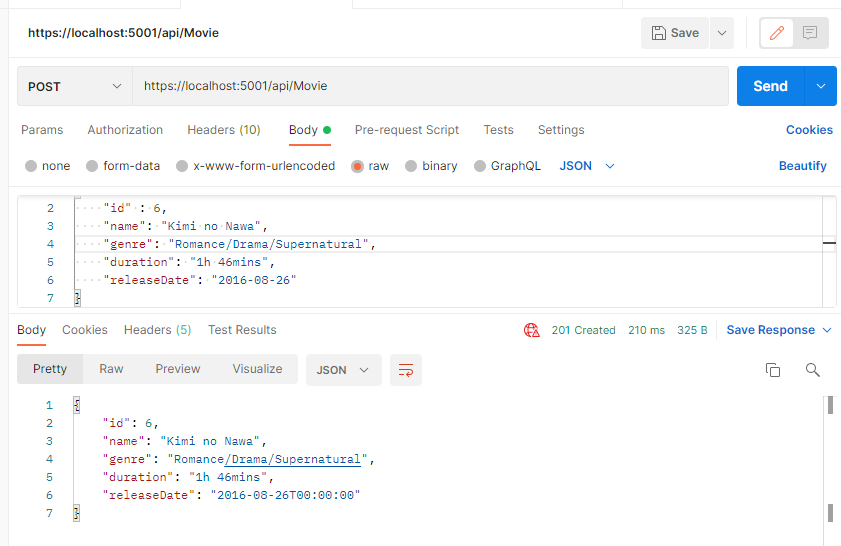 https://localhost:5001/api/Movie Save
POST https://localhost:5001/api/Movie Send
Params Authorization Headers (10) Body Pre-request Script Tests Settings Cookies
none form-data x-www-form-urlencoded raw binary GraphQL JSON Beautify
2 "id" : 6,
3 "name": "Kimi no Nawa",
4 "genre": "Romance/Drama/Supernatural",
5 "duration": "1h 46mins",
6 "releaseDate": "2016-08-26"
7 }
Body Cookies Headers (5) Test Results 201 Created 210 ms 325 B Save Response
Pretty Raw Preview Visualize JSON
1 {
2 "id": 6,
3 "name": "Kimi no Nawa",
4 "genre": "Romance/Drama/Supernatural",
5 "duration": "1h 46mins",
6 "releaseDate": "2016-08-26T00:00:00"
7 }